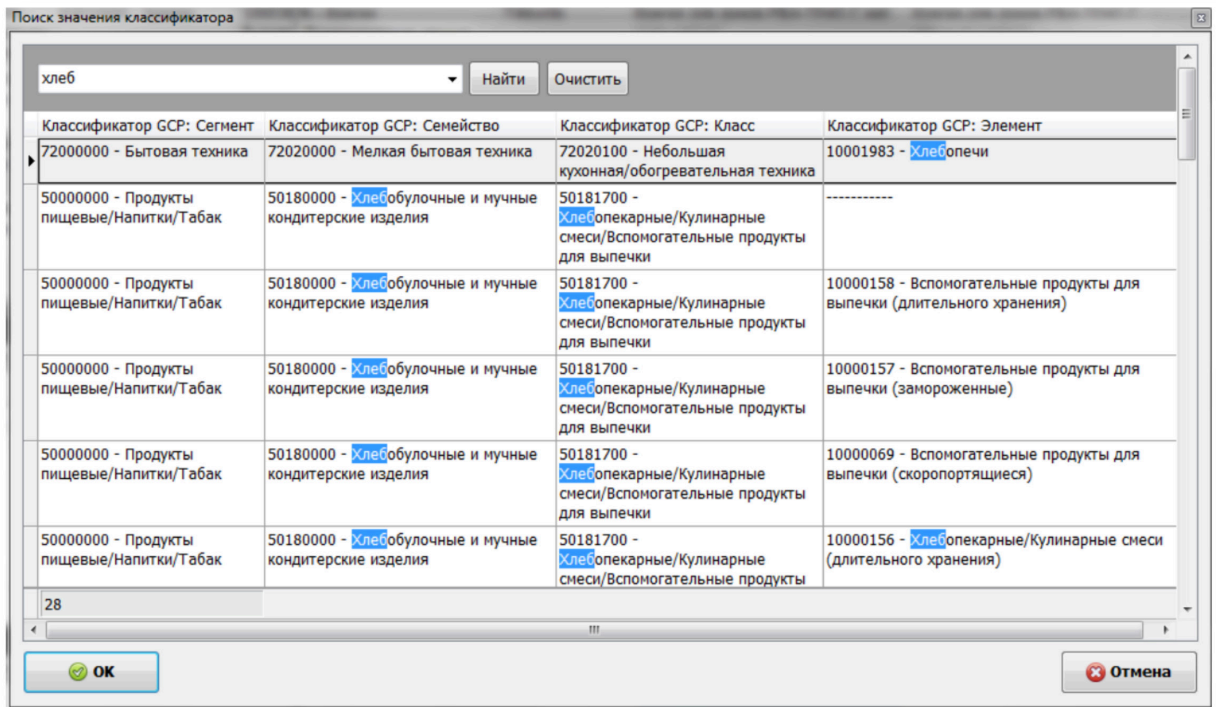 Поиск значения классификатора
хлеб
Найти
Очистить
Классификатор GCP: Сегмент
Классификатор GCP: Семейство
Классификатор GCP: Класс
Классификатор GCP: Элемент
72000000 - Бытовая техника
72020000 - Мелкая бытовая техника
72020100 - Небольшая
кухонная/обогревательная техника
10001983 - Хлебопечи
50000000 - Продукты
пищевые/Напитки/Табак
50180000 - Хлебобулочные и мучные
кондитерские изделия
50181700 -
Хлебопекарные/Кулинарные
смеси/Вспомогательные продукты
для выпечки
-----------
50000000 - Продукты
пищевые/Напитки/Табак
50180000 - Хлебобулочные и мучные
кондитерские изделия
50181700 -
Хлебопекарные/Кулинарные
смеси/Вспомогательные продукты
для выпечки
10000158 - Вспомогательные продукты для
выпечки (длительного хранения)
50000000 - Продукты
пищевые/Напитки/Табак
50180000 - Хлебобулочные и мучные
кондитерские изделия
50181700 -
Хлебопекарные/Кулинарные
смеси/Вспомогательные продукты
для выпечки
10000157 - Вспомогательные продукты для
выпечки (замороженные)
50000000 - Продукты
пищевые/Напитки/Табак
50180000 - Хлебобулочные и мучные
кондитерские изделия
50181700 -
Хлебопекарные/Кулинарные
смеси/Вспомогательные продукты
для выпечки
10000069 - Вспомогательные продукты для
выпечки (скоропортящиеся)
50000000 - Продукты
пищевые/Напитки/Табак
50180000 - Хлебобулочные и мучные
кондитерские изделия
50181700 -
Хлебопекарные/Кулинарные
смеси/Вспомогательные продукты
10000156 - Хлебопекарные/Кулинарные смеси
(длительного хранения)
28
OK
Отмена